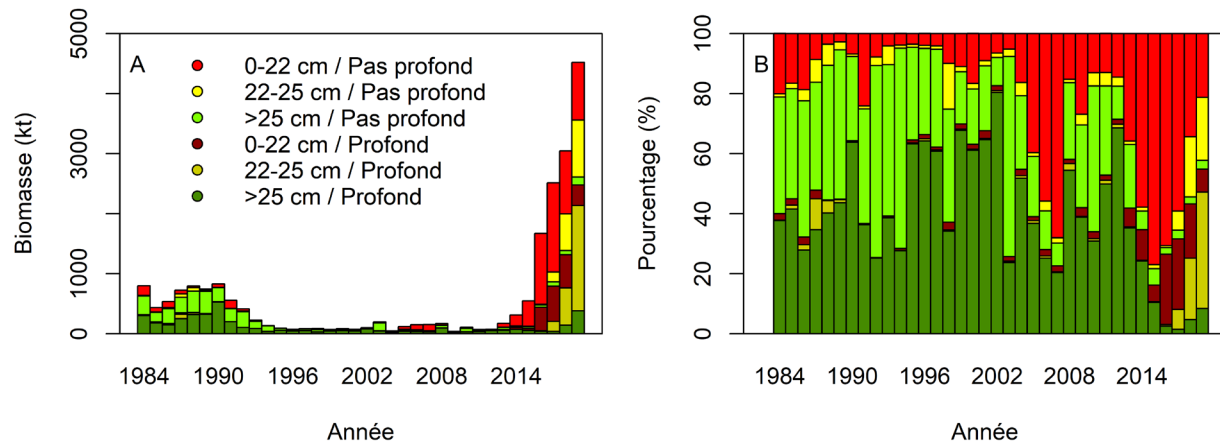 A
0-22 cm / Pas profond
22-25 cm / Pas profond
>25 cm / Pas profond
0-22 cm / Profond
22-25 cm / Profond
>25 cm / Profond
Biomasse (kt)
0
1000
3000
5000
1984
1990
1996
2002
2008
2014
Année
B
Pourcentage (%)
0
20
40
60
80
100
1984
1990
1996
2002
2008
2014
Année